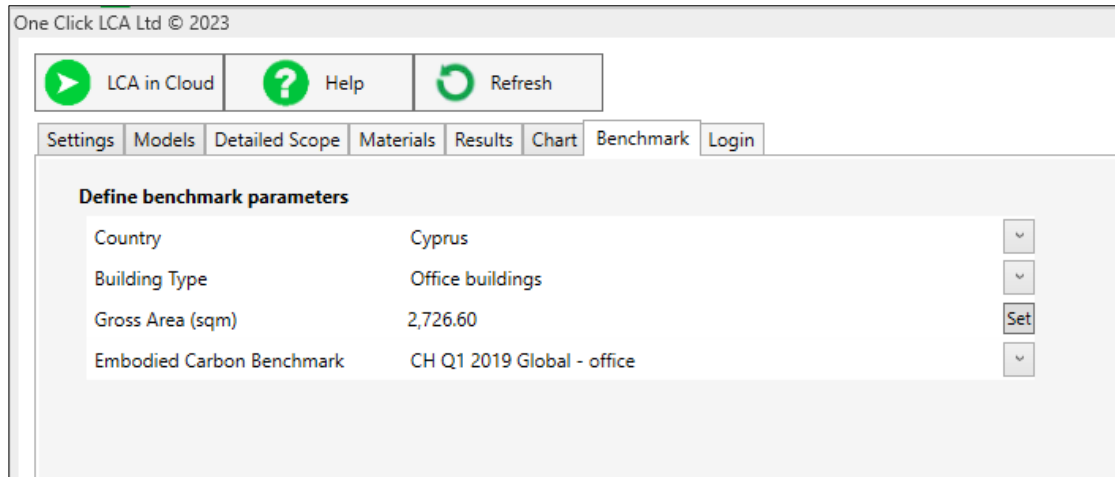 One Click LCA Ltd © 2023
LCA in Cloud Help Refresh
Settings Models Detailed Scope Materials Results Chart Benchmark Login
Define benchmark parameters
Country Cyprus
Building Type Office buildings
Gross Area (sqm) 2,726.60 Set
Embodied Carbon Benchmark CH Q1 2019 Global - office